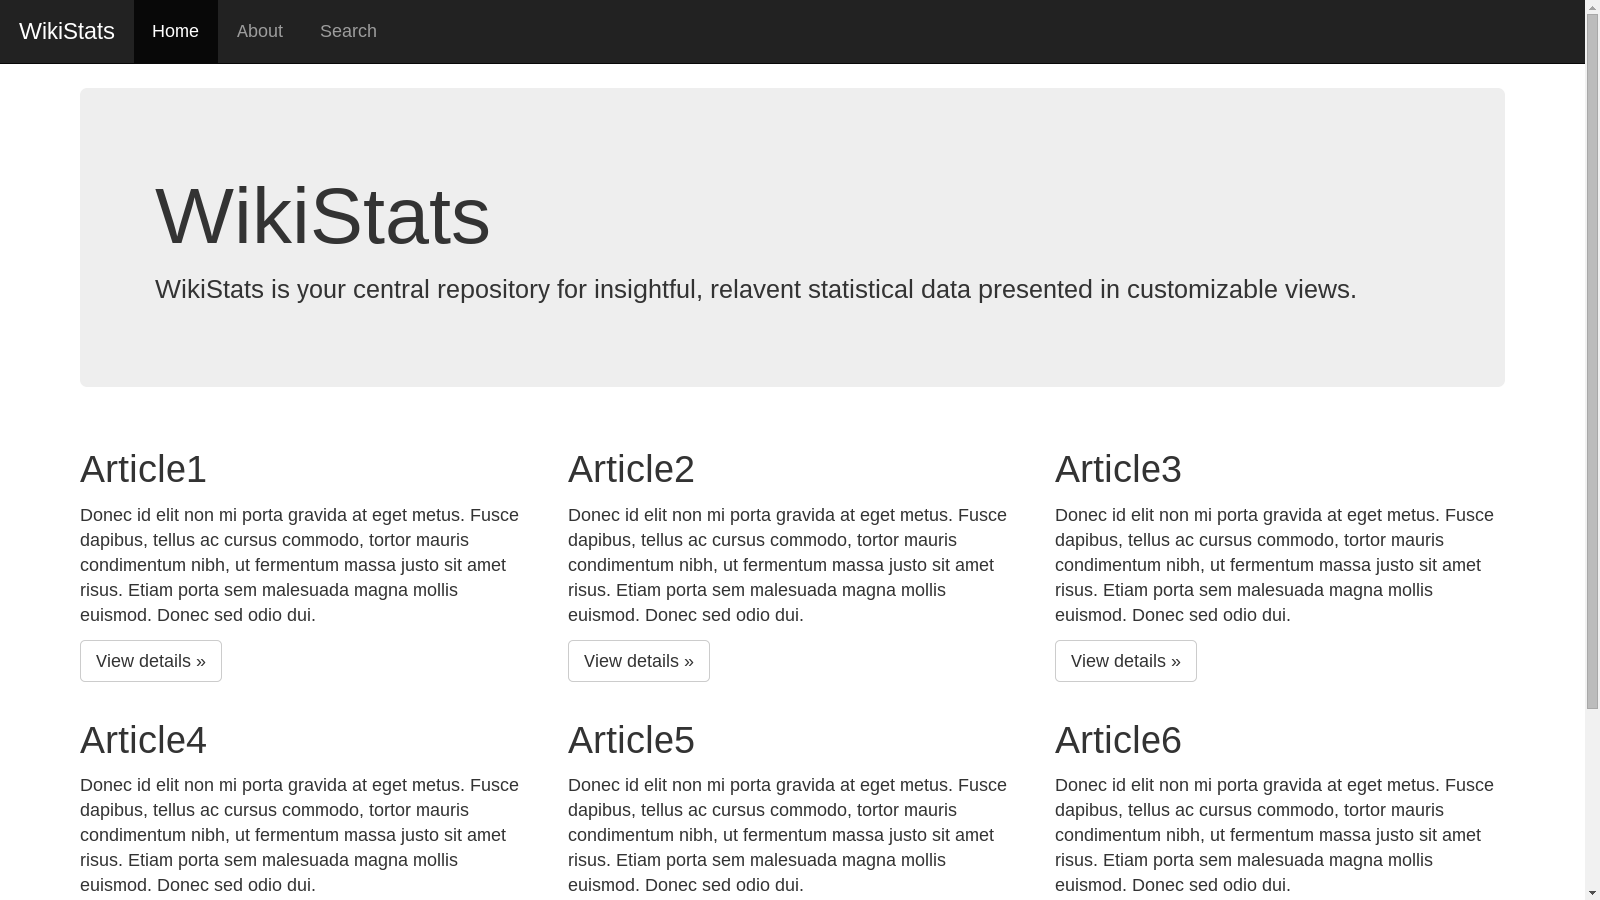 WikiStats Home About Search
WikiStats
WikiStats is your central repository for insightful, relavent statistical data presented in customizable views.
Article1
Donec id elit non mi porta gravida at eget metus. Fusce
dapibus, tellus ac cursus commodo, tortor mauris
condimentum nibh, ut fermentum massa justo sit amet
risus. Etiam porta sem malesuada magna mollis
euismod. Donec sed odio dui.
View details »
Article2
Donec id elit non mi porta gravida at eget metus. Fusce
dapibus, tellus ac cursus commodo, tortor mauris
condimentum nibh, ut fermentum massa justo sit amet
risus. Etiam porta sem malesuada magna mollis
euismod. Donec sed odio dui.
View details »
Article3
Donec id elit non mi porta gravida at eget metus. Fusce
dapibus, tellus ac cursus commodo, tortor mauris
condimentum nibh, ut fermentum massa justo sit amet
risus. Etiam porta sem malesuada magna mollis
euismod. Donec sed odio dui.
View details »
Article4
Donec id elit non mi porta gravida at eget metus. Fusce
dapibus, tellus ac cursus commodo, tortor mauris
condimentum nibh, ut fermentum massa justo sit amet
risus. Etiam porta sem malesuada magna mollis
euismod. Donec sed odio dui.
Article5
Donec id elit non mi porta gravida at eget metus. Fusce
dapibus, tellus ac cursus commodo, tortor mauris
condimentum nibh, ut fermentum massa justo sit amet
risus. Etiam porta sem malesuada magna mollis
euismod. Donec sed odio dui.
Article6
Donec id elit non mi porta gravida at eget metus. Fusce
dapibus, tellus ac cursus commodo, tortor mauris
condimentum nibh, ut fermentum massa justo sit amet
risus. Etiam porta sem malesuada magna mollis
euismod. Donec sed odio dui.